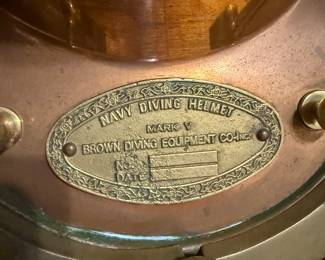 NAVY DIVING HELMET
MARK V
BROWN DIVING EQUIPMENT CO-INC.
NO.
DATE